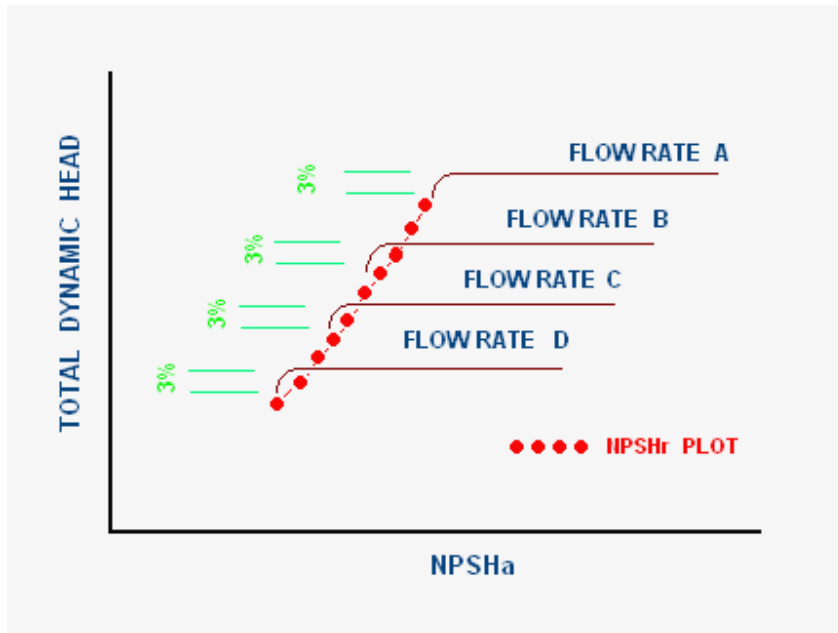 FLOW RATE A
3%
FLOW RATE B
3%
FLOW RATE C
3%
FLOW RATE D
3%
TOTAL DYNAMIC HEAD
NPSHr PLOT
NPSHa